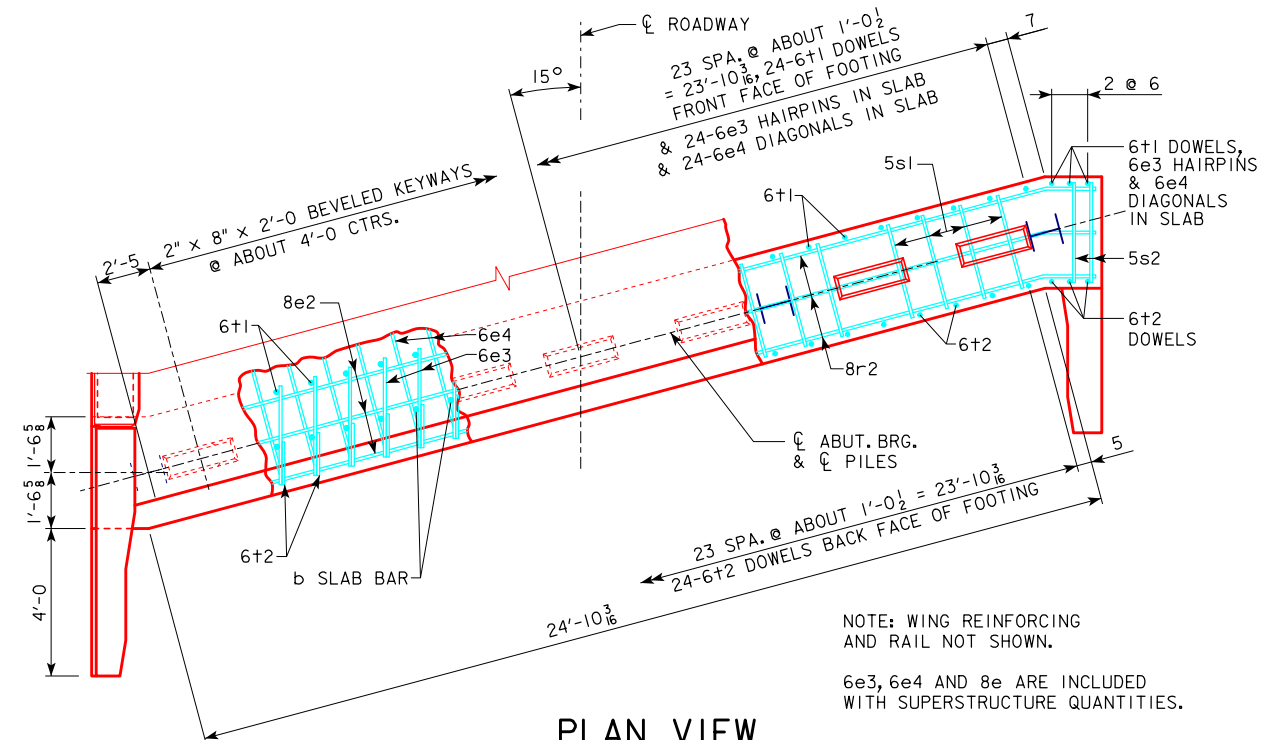 ℄ ROADWAY
15°
23 SPA. @ ABOUT 1'-0 1/2
= 23'-10 3/16, 24-6t1 DOWELS
FRONT FACE OF FOOTING
& 24-6e3 HAIRPINS IN SLAB
& 24-6e4 DIAGONALS IN SLAB
7
2 @ 6
6t1 DOWELS,
6e3 HAIRPINS
& 6e4
DIAGONALS
IN SLAB
5s1
6t1
5s2
2'-5
2" x 8" x 2'-0 BEVELED KEYWAYS
@ ABOUT 4'-0 CTRS.
8e2
6t1
6e4
6e3
6t2
DOWELS
6t2
8r2
1'-6 5/8
1'-6 5/8
4'-0
℄ ABUT. BRG.
& ℄ PILES
5
6t2
b SLAB BAR
23 SPA. @ ABOUT 1'-0 1/2 = 23'-10 3/16
24-6t2 DOWELS BACK FACE OF FOOTING
24'-10 3/16
NOTE: WING REINFORCING
AND RAIL NOT SHOWN.
6e3, 6e4 AND 8e ARE INCLUDED
WITH SUPERSTRUCTURE QUANTITIES.
PLAN VIEW